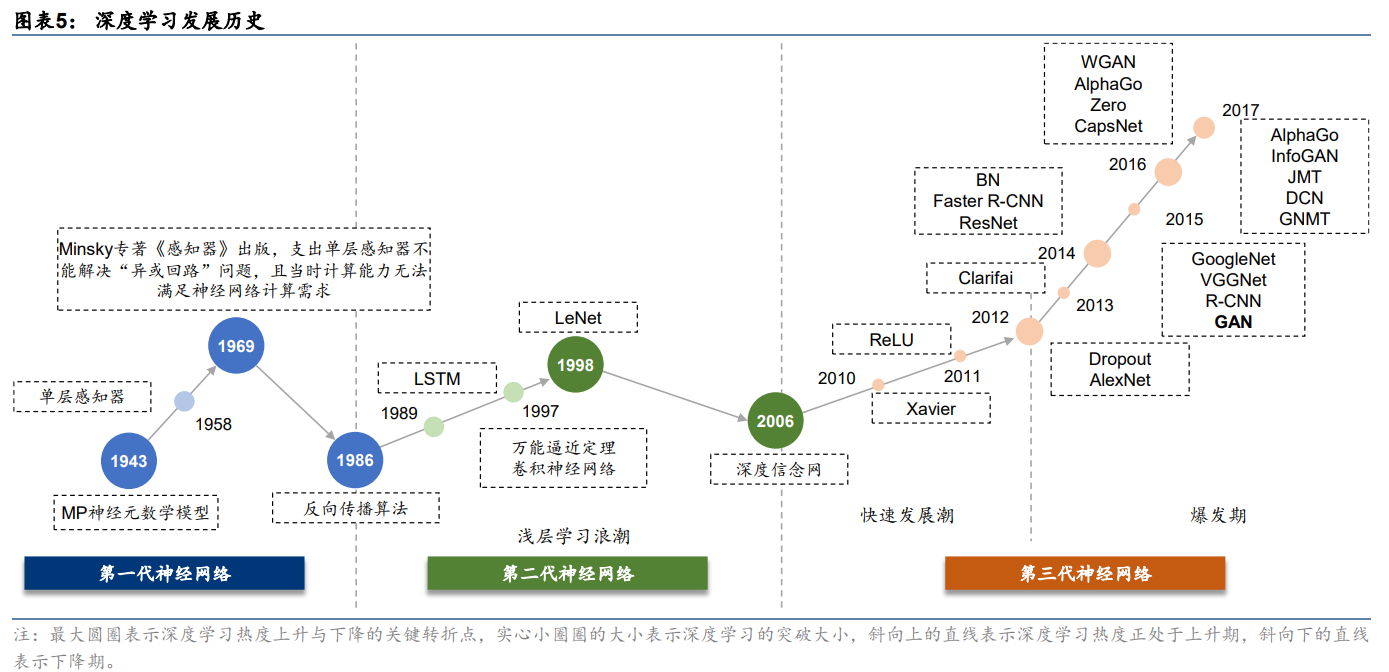 图表5： 深度学习发展历史
WGAN
AlphaGo
Zero
CapsNet
2017
AlphaGo
InfoGAN
JMT
DCN
GNMT
2016
BN
Faster R-CNN
ResNet
2015
Minsky专著《感知器》出版，支出单层感知器不
能解决“异或回路”问题，且当时计算能力无法
满足神经网络计算需求
2014
GoogleNet
VGGNet
R-CNN
GAN
Clarifai
2013
LeNet
2012
ReLU
1969
1998
Dropout
AlexNet
LSTM
2010
2011
单层感知器
1958
1989
1997
Xavier
2006
1943
1986
万能逼近定理
卷积神经网络
深度信念网
MP神经元数学模型
反向传播算法
浅层学习浪潮
快速发展潮
爆发期
第一代神经网络
第二代神经网络
第三代神经网络
注：最大圆圈表示深度学习热度上升与下降的关键转折点，实心小圈圈的大小表示深度学习的突破大小，斜向上的直线表示深度学习热度正处于上升期，斜向下的直线
表示下降期。